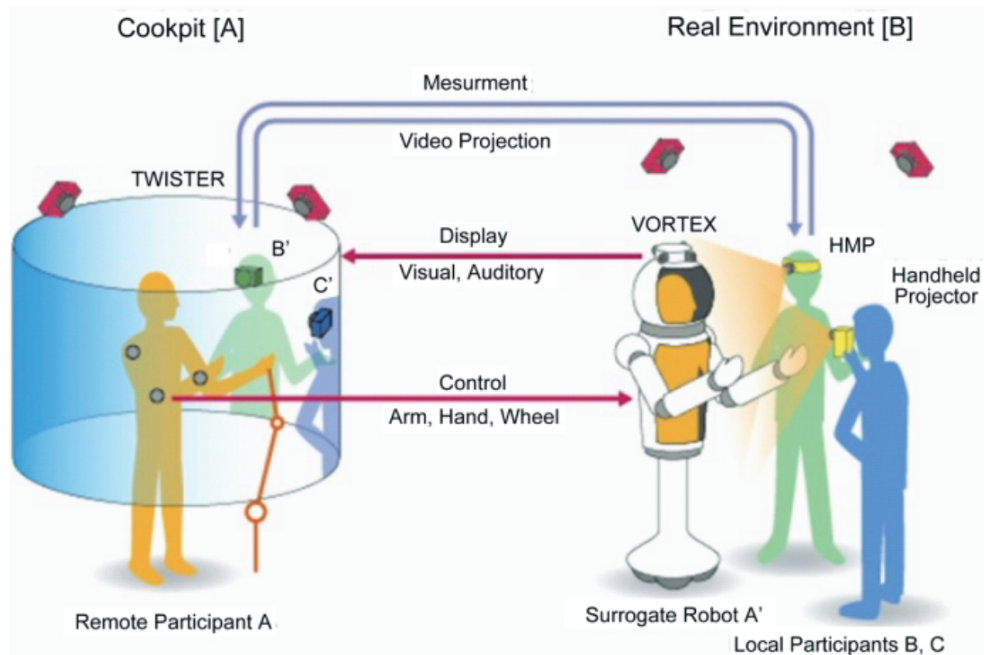 Cookpit [A]
Real Environment [B]
Mesurment
Video Projection
TWISTER
B'
C'
Display
Visual, Auditory
VORTEX
HMP
Handheld
Projector
Control
Arm, Hand, Wheel
Remote Participant A
Surrogate Robot A'
Local Participants B, C